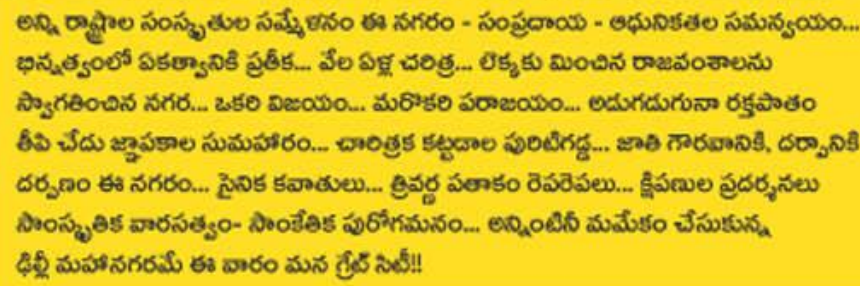 అన్ని రాష్ట్రాల సంస్కృతుల సమ్మేళనం ఈ నగరం - సంప్రదాయ - ఆధునికతల సమన్వయం...
భిన్నత్వంలో ఏకత్వానికి ప్రతీక... వేల ఏళ్ల చరిత్ర... లెక్కకు మించిన రాజవంశాలను
స్వాగతించిన నగర... ఒకరి విజయం... మరొకరి పరాజయం... అడుగడుగునా రక్తపాతం
తీపి చేదు జ్ఞాపకాల సుమహారం... చారిత్రక కట్టడాల పురిటిగడ్డ... జాతి గౌరవానికి, దర్పానికి
దర్పణం ఈ నగరం... సైనిక కవాతులు... త్రివర్ణ పతాకం రెపరెపలు... క్షిపణుల ప్రదర్శనలు
సాంస్కృతిక వారసత్వం- సాంకేతిక పురోగమనం... అన్నింటినీ మమేకం చేసుకున్న
ఢిల్లీ మహానగరమే ఈ వారం మన గ్రేట్ సిటీ!!